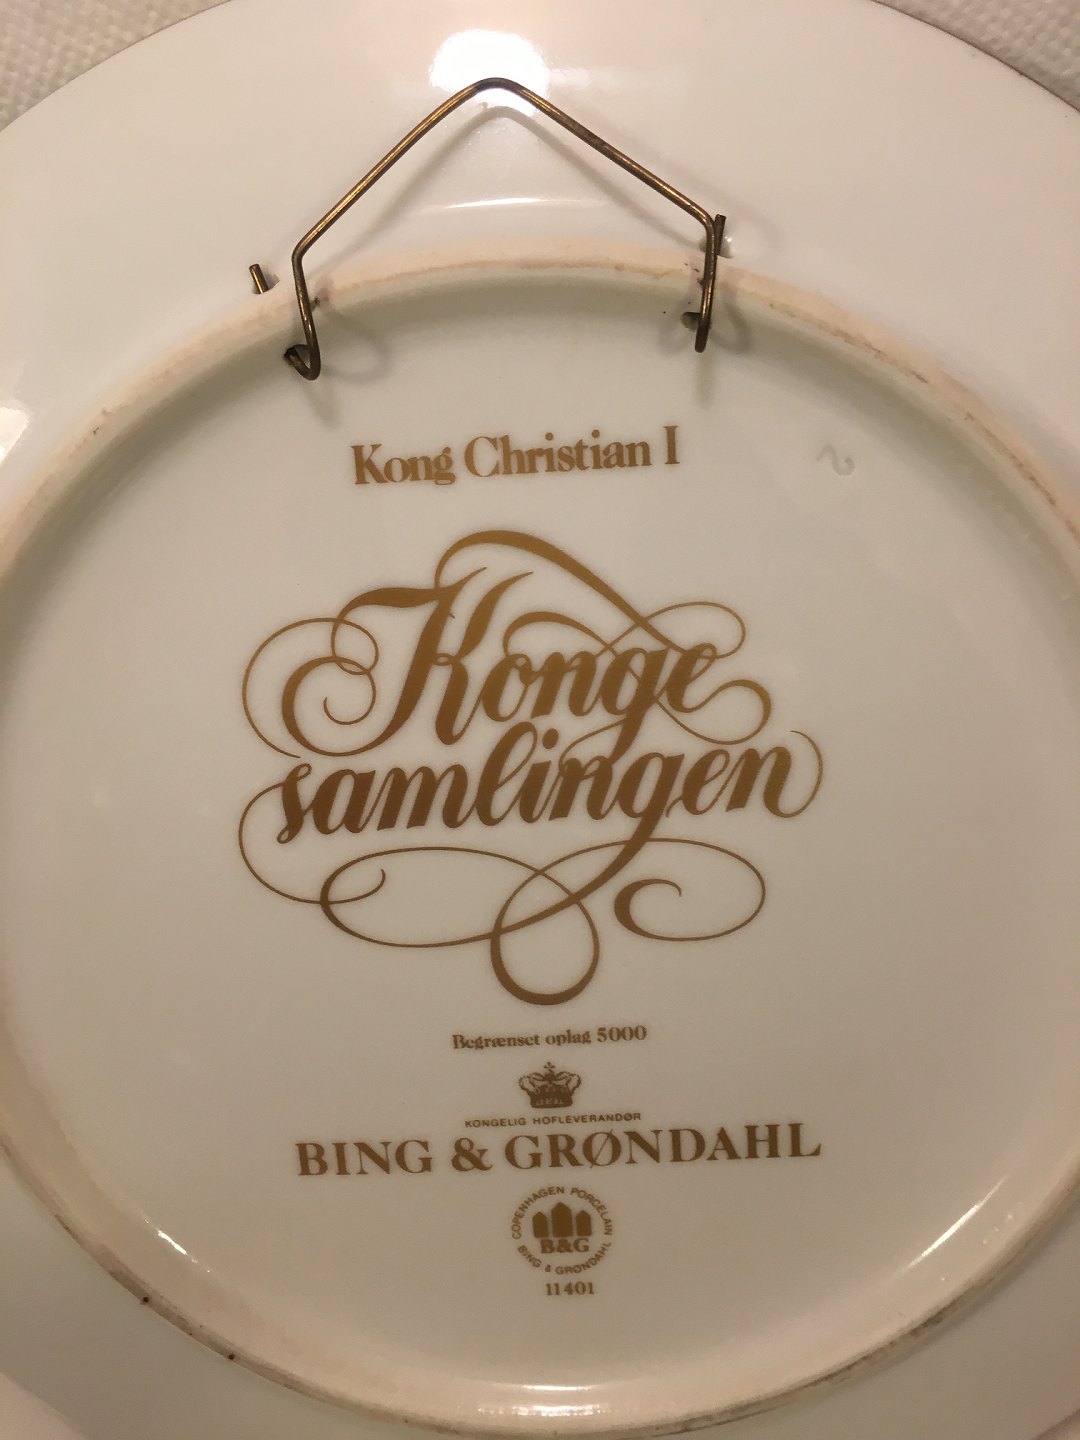 Kong Christian I
Konge
samlingen
Begrænset oplag 5000
KONGELIG HOFLEVERANDØR
BING & GRØNDAHL
COPENHAGEN PORCELAIN
B&G
BING & GRØNDAHL
11401